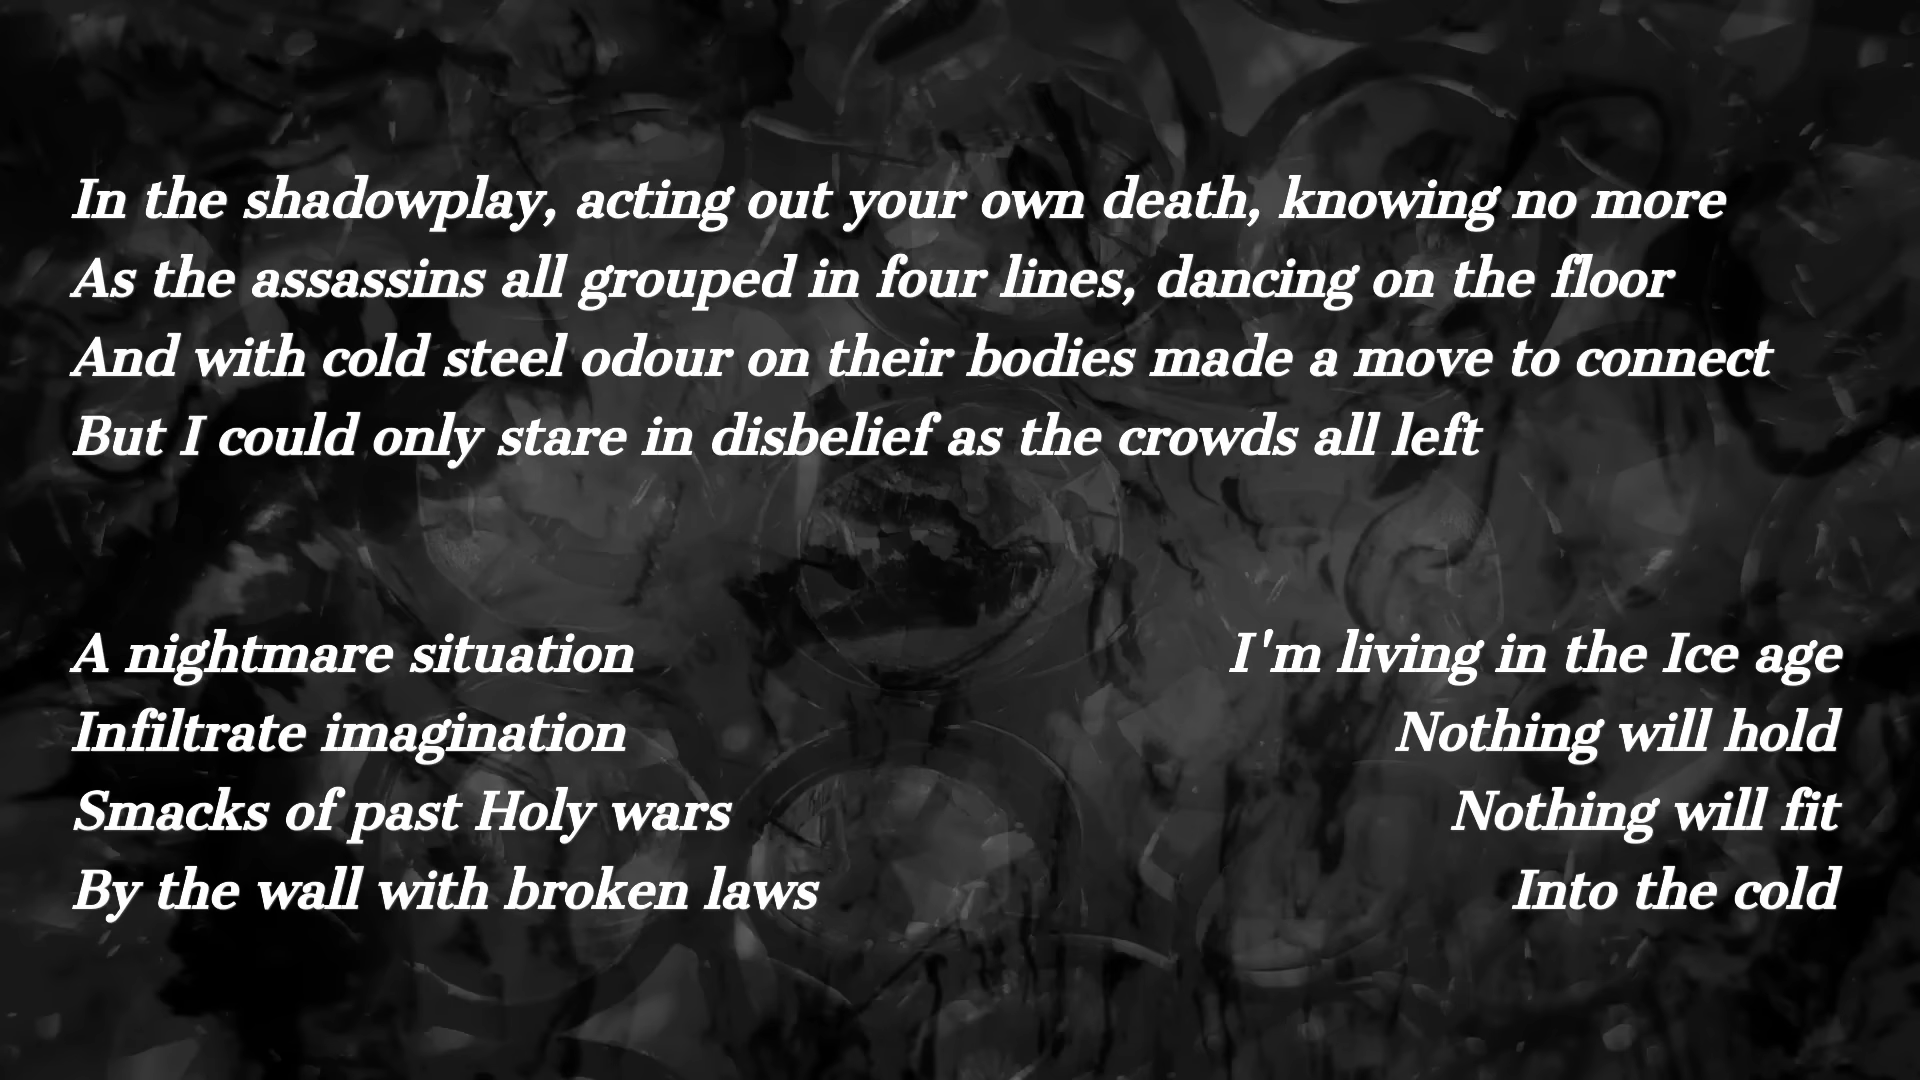 In the shadowplay, acting out your own death, knowing no more
As the assassins all grouped in four lines, dancing on the floor
And with cold steel odour on their bodies made a move to connect
But I could only stare in disbelief as the crowds all left
A nightmare situation
Infiltrate imagination
Smacks of past Holy wars
By the wall with broken laws
I'm living in the Ice age
Nothing will hold
Nothing will fit
Into the cold